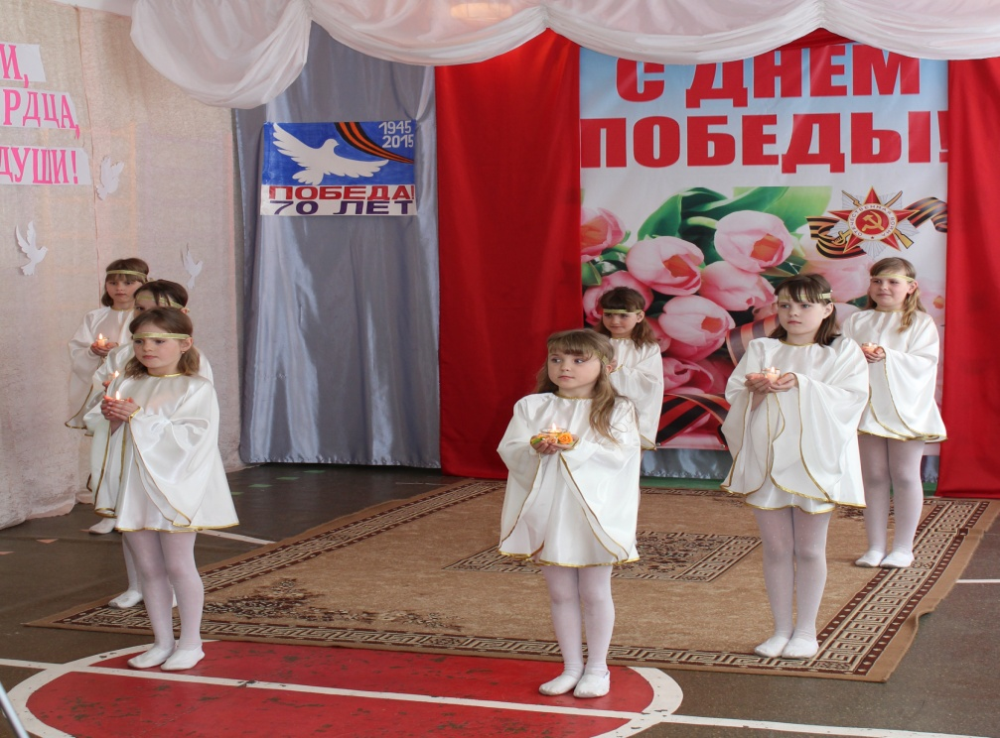 И,
РДЦА,
ДУШИ!
1945
2015
ПОБЕДА!
70 ЛЕТ
С ДНЕМ
ПОБЕДЫ!